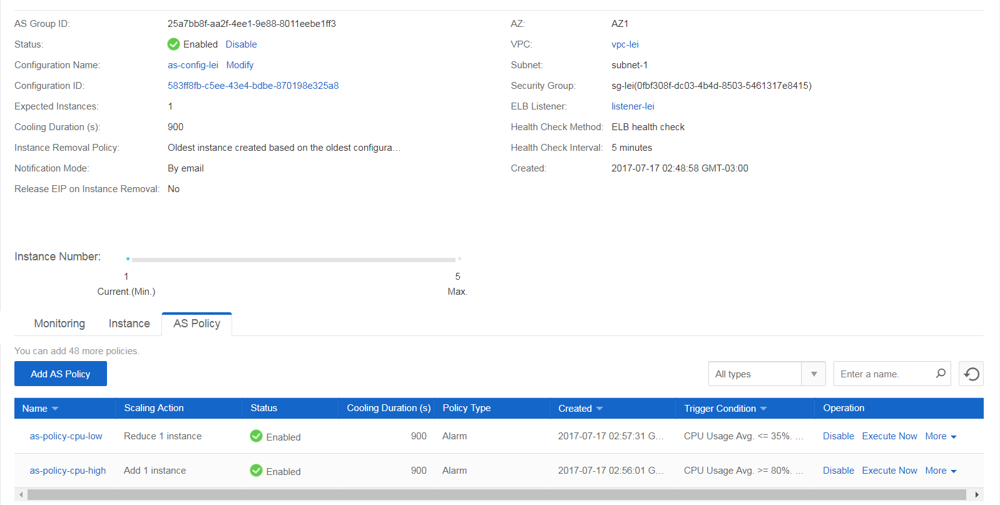 AS Group ID: 25a7bb8f-aa2f-4ee1-9e88-8011eebe1ff3 AZ: AZ1
Status: Enabled Disable VPC: vpc-lei
Configuration Name: as-config-lei Modify Subnet: subnet-1
Configuration ID: 583ff8fb-c5ee-43e4-bdbe-870198e325a8 Security Group: sg-lei(0fbf308f-dc03-4b4d-8503-5461317e8415)
Expected Instances: 1 ELB Listener: listener-lei
Cooling Duration (s): 900 Health Check Method: ELB health check
Instance Removal Policy: Oldest instance created based on the oldest configura... Health Check Interval: 5 minutes
Notification Mode: By email Created: 2017-07-17 02:48:58 GMT-03:00
Release EIP on Instance Removal: No
Instance Number:
1 5
Current.(Min.) Max.
Monitoring Instance AS Policy
You can add 48 more policies.
Add AS Policy All types Enter a name.
Name Scaling Action Status Cooling Duration (s) Policy Type Created Trigger Condition Operation
as-policy-cpu-low Reduce 1 instance Enabled 900 Alarm 2017-07-17 02:57:31 G... CPU Usage Avg. <= 35%. ... Disable Execute Now More
as-policy-cpu-high Add 1 instance Enabled 900 Alarm 2017-07-17 02:56:01 G... CPU Usage Avg. >= 80%. ... Disable Execute Now More